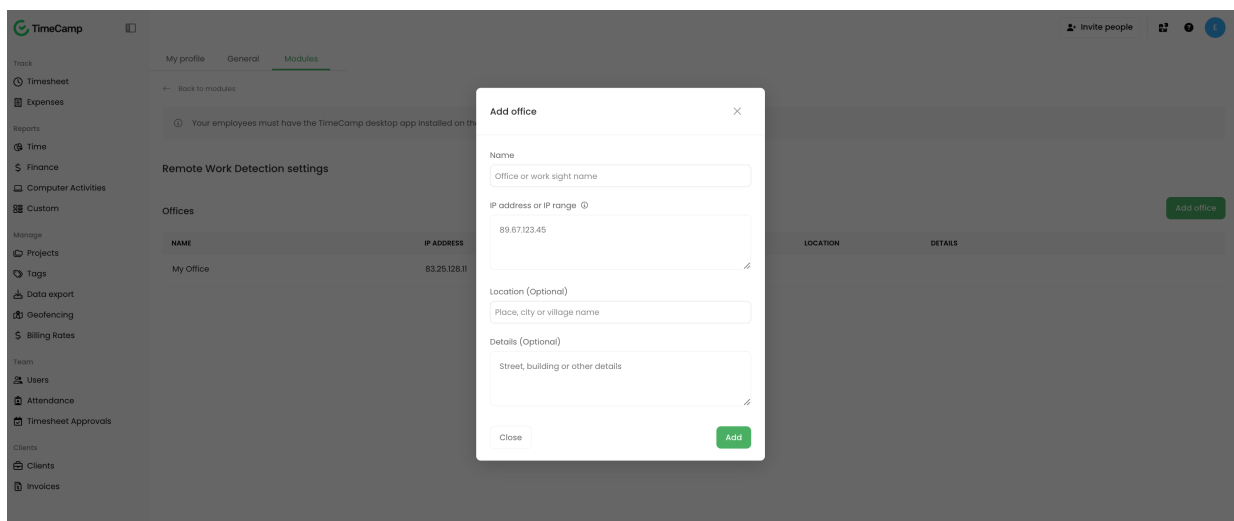 TimeCamp
Invite people
E
Track
Timesheet
Expenses
Reports
Time
Finance
Computer Activities
Custom
Manage
Projects
Tags
Data export
Geofencing
Billing Rates
Team
Users
Attendance
Timesheet Approvals
Clients
Clients
Invoices
My profile General Modules
← Back to modules
Your employees must have the TimeCamp desktop app installed on th
Remote Work Detection settings
Offices
Add office
NAME IP ADDRESS LOCATION DETAILS
My Office 83.25.128.11
Add office
Name
Office or work sight name
IP address or IP range
89.67.123.45
Location (Optional)
Place, city or village name
Details (Optional)
Street, building or other details
Close Add